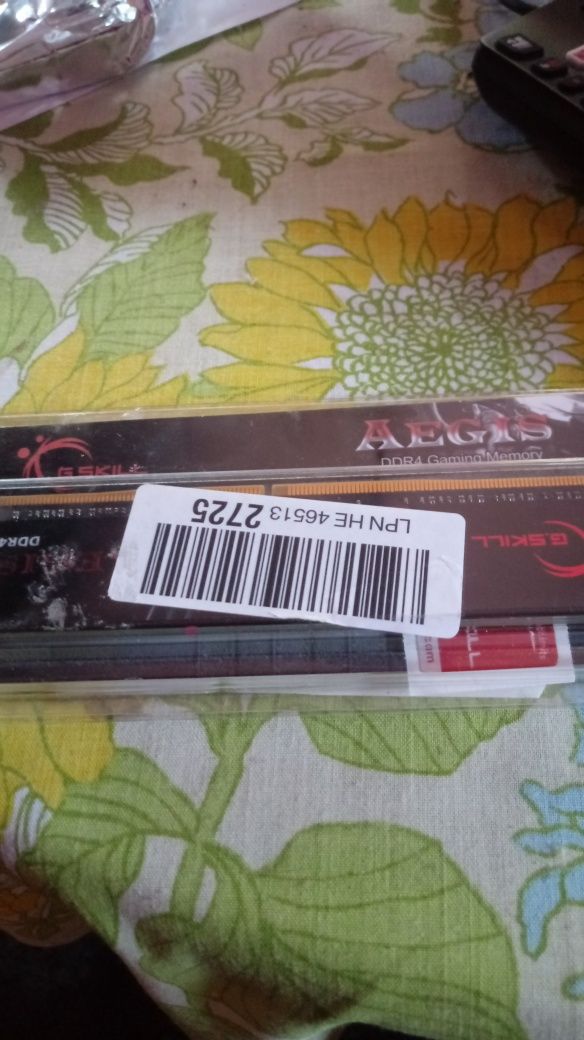 G.SKILL
AEGIS
DDR4 Gaming Memory
LPN HE 46513 2725
DDR4
G.SKILL